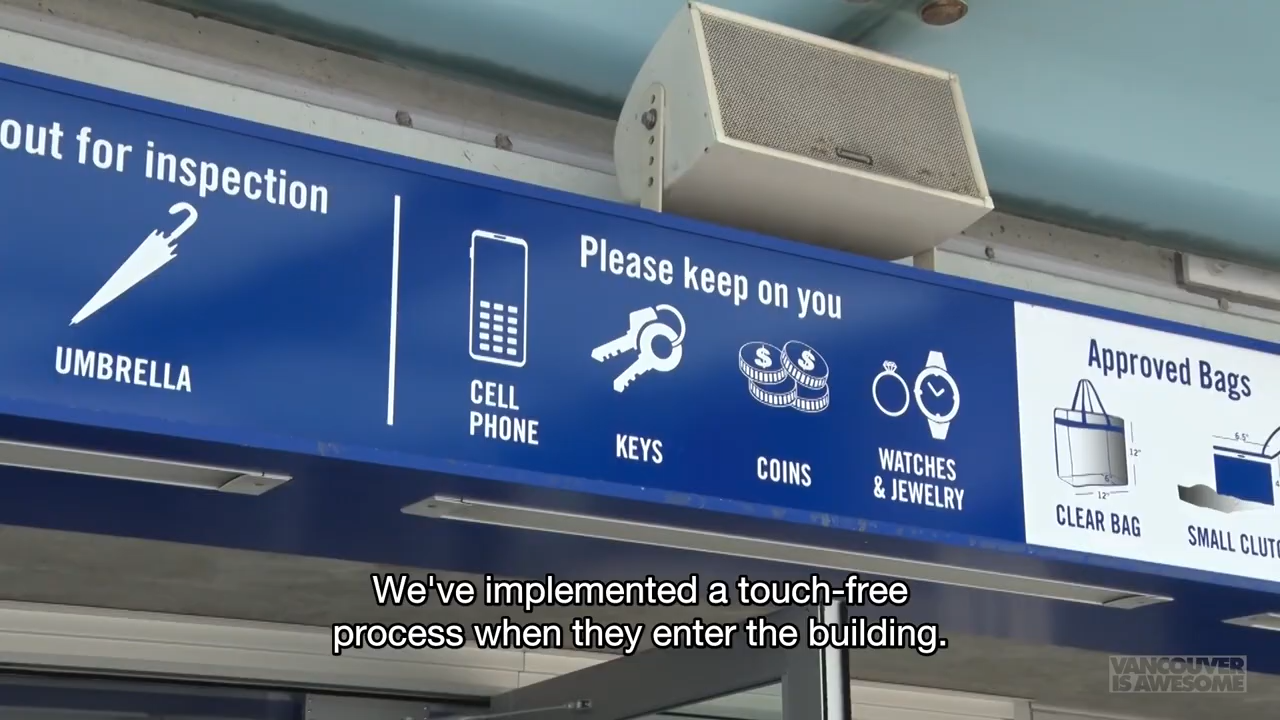 out for inspection
UMBRELLA
Please keep on you
CELL
PHONE
KEYS
$ $
COINS
WATCHES
& JEWELRY
Approved Bags
12"
6"
12"
CLEAR BAG
6.5"
SMALL
We've implemented a touch-free
process when they enter the building.
VANCOUVER
IS AWESOME